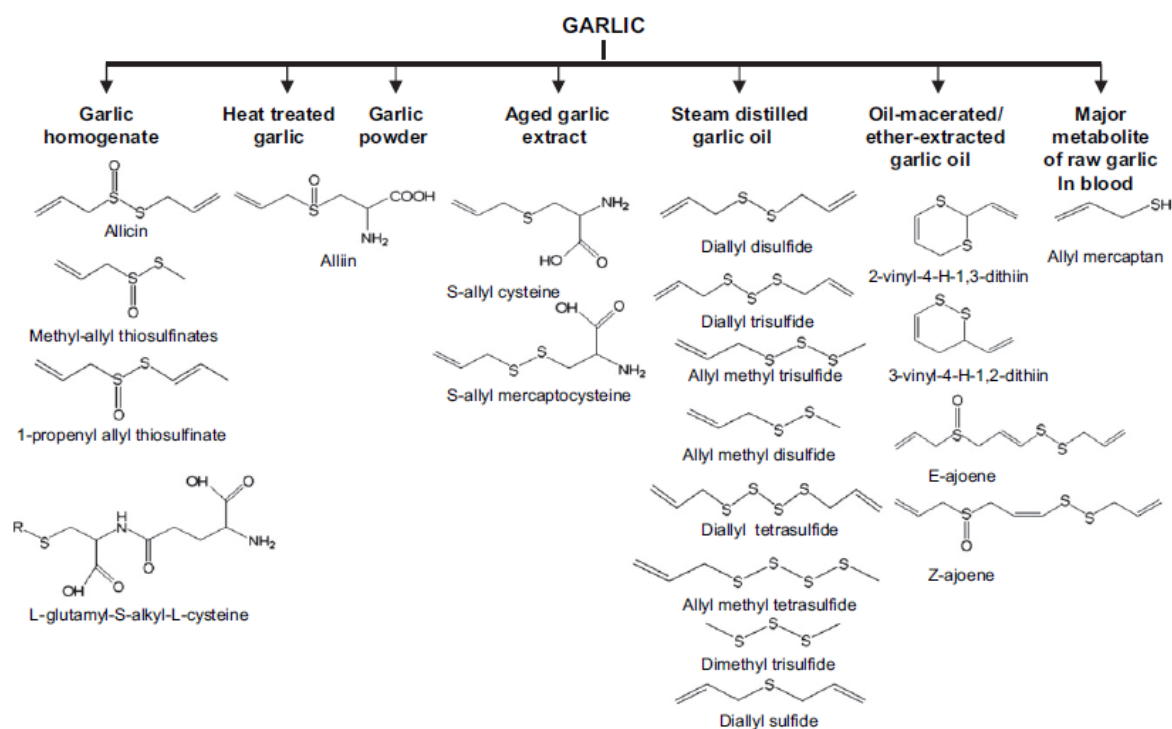 GARLIC
Garlic
homogenate
Heat treated
garlic
Garlic
powder
Aged garlic
extract
Steam distilled
garlic oil
Oil-macerated/
ether-extracted
garlic oil
Major
metabolite
of raw garlic
In blood
O
S
S
Allicin
S
S
O
Methyl-allyl thiosulfinates
S
S
O
1-propenyl allyl thiosulfinate
OH
O
R
S
H
N
O
NH2
OH
O
L-glutamyl-S-alkyl-L-cysteine
O
S
COOH
NH2
Alliin
S
NH2
HO
O
S-allyl cysteine
OH
O
S
S
NH2
S-allyl mercaptocysteine
S
S
Diallyl disulfide
S
S
S
Diallyl trisulfide
S
S
S
Allyl methyl trisulfide
S
S
Allyl methyl disulfide
S
S
S
S
Diallyl tetrasulfide
S
S
S
S
Allyl methyl tetrasulfide
S
S
S
Dimethyl trisulfide
S
Diallyl sulfide
S
S
2-vinyl-4-H-1,3-dithiin
S
S
3-vinyl-4-H-1,2-dithiin
O
S
S
S
E-ajoene
S
O
S
S
Z-ajoene
SH
Allyl mercaptan